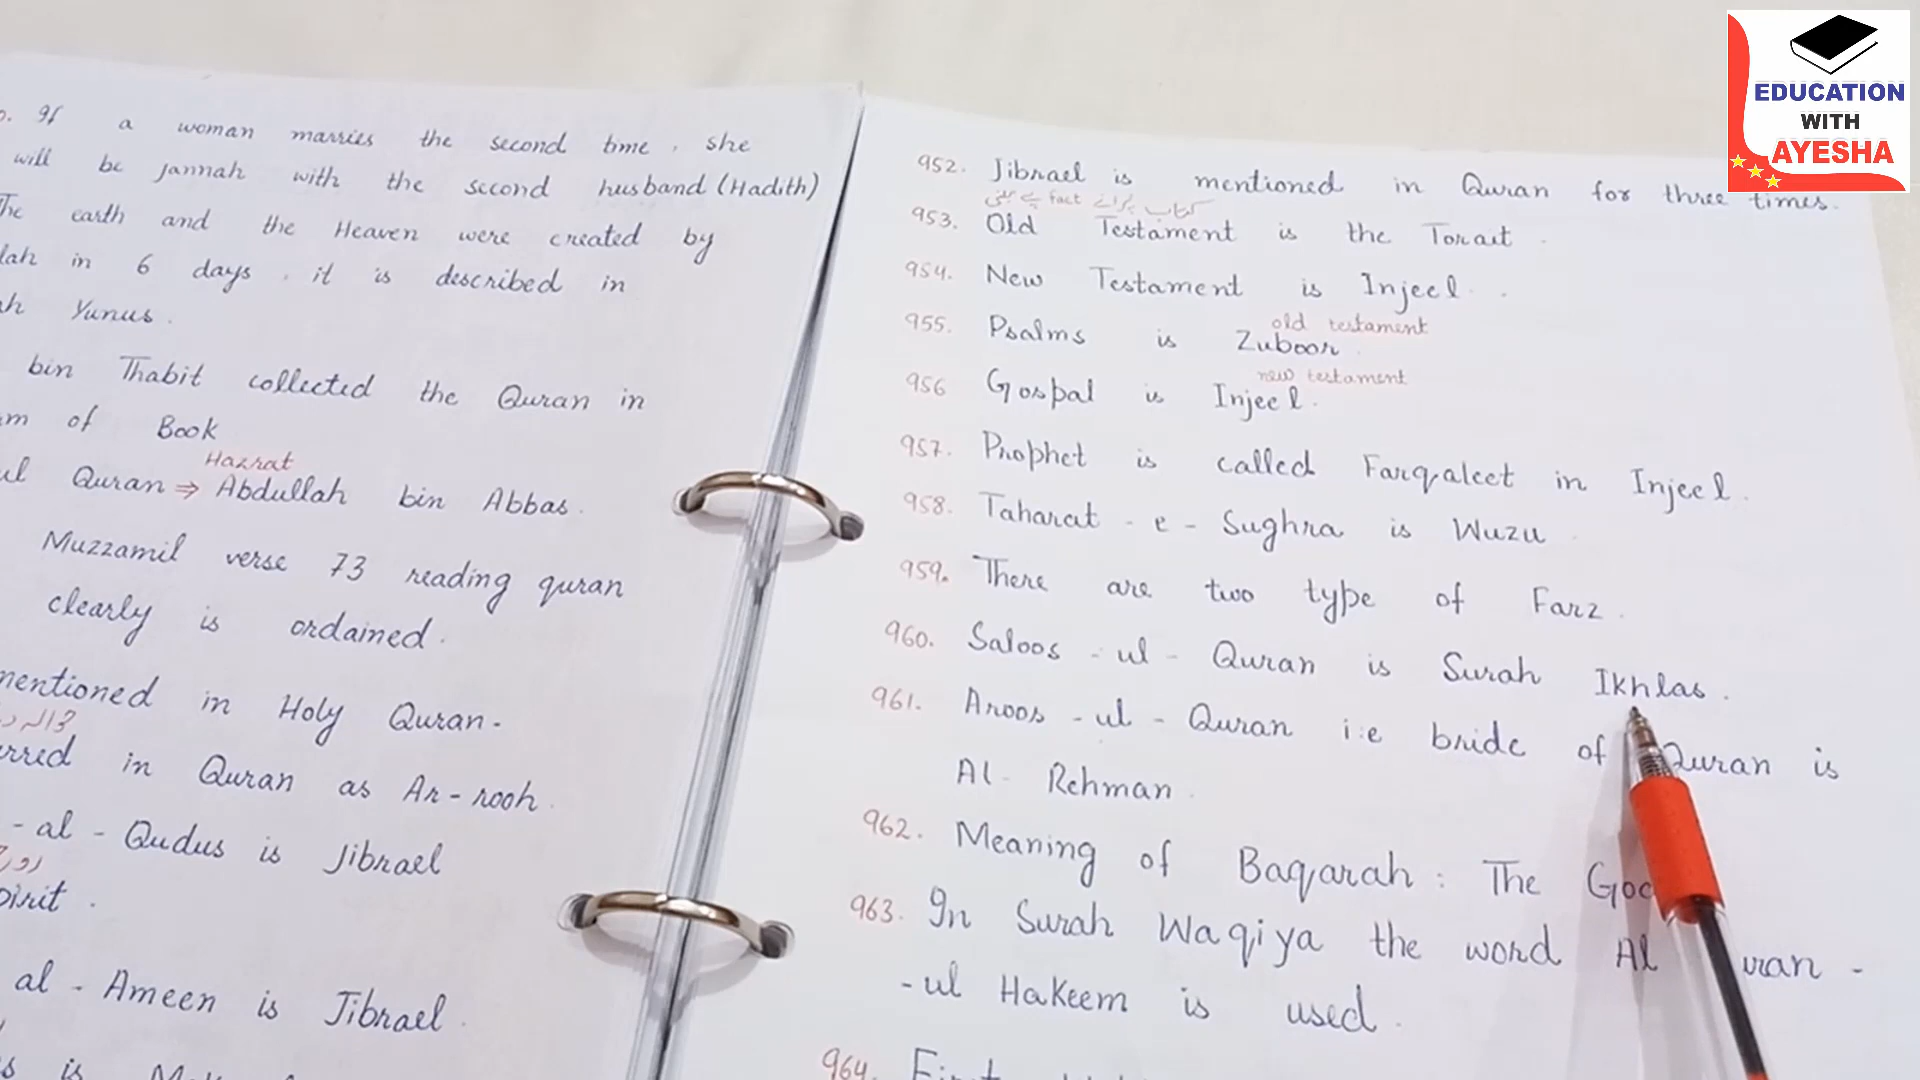 If a woman marries the second time, she
will be jannah with the second husband (Hadith)
The earth and the Heaven were created by
in 6 days. it is described in
Yunus.
bin Thabit collected the Quran in
of Book
Hazrat
Quran ⇒ Abdullah bin Abbas.
Muzzamil verse 73 reading quran
clearly is ordained.
mentioned in Holy Quran.
in Quran as Ar-rooh.
-al-Qudus is Jibrael
al-Ameen is Jibrael.
is
952. Jibrael is mentioned in Quran for three times.
fact
953. Old Testament is the Torait.
954. New Testament is Injeel.
old testament
955. Psalms is Zuboor.
new testament
956 Gospal is Injeel.
957. Prophet is called Farqaleet in Injeel.
958. Taharat-e-Sughra is Wuzu
959. There are two type of Farz.
960. Saloos-ul-Quran is Surah Ikhlas.
961. Aroos-ul-Quran i.e bride of Quran is
Al-Rehman.
962. Meaning of Baqarah: The
963. In Surah Waqiya the word Al
-ul Hakeem is used.
964. First
EDUCATION
WITH
AYESHA